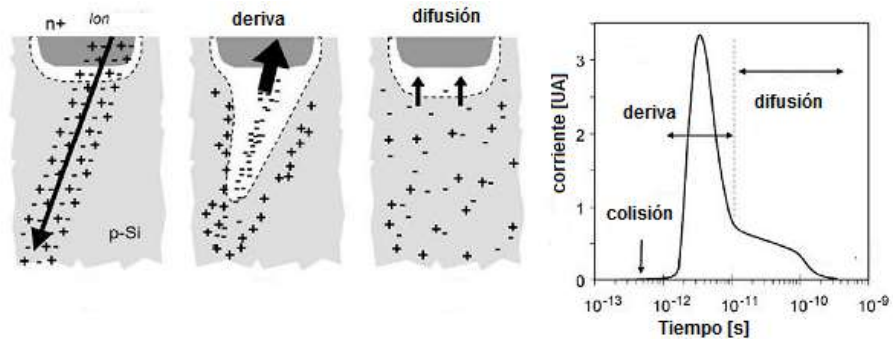 n+ Ion
p-Si
deriva
difusión
corriente [UA]
3
2
1
0
deriva
difusión
colisión
10⁻¹³ 10⁻¹² 10⁻¹¹ 10⁻¹⁰ 10⁻⁹
Tiempo [s]